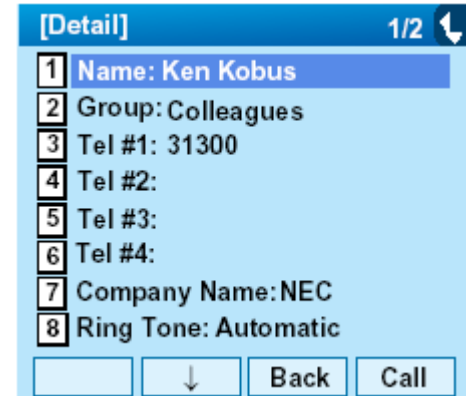 [Detail] 1/2
1 Name: Ken Kobus
2 Group: Colleagues
3 Tel #1: 31300
4 Tel #2:
5 Tel #3:
6 Tel #4:
7 Company Name: NEC
8 Ring Tone: Automatic
↓ Back Call